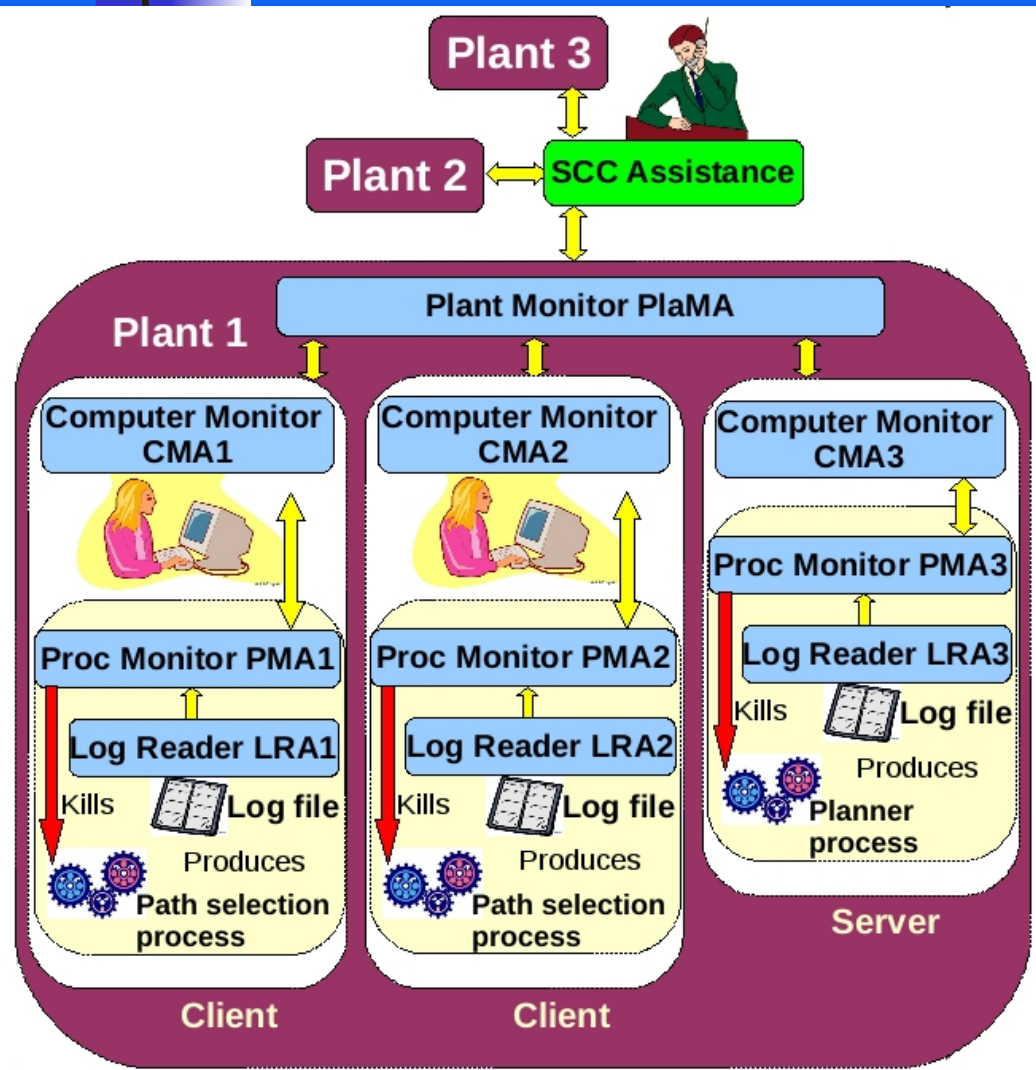 Plant 3
Plant 2
SCC Assistance
Plant Monitor PlaMA
Plant 1
Computer Monitor
CMA1
Proc Monitor PMA1
Log Reader LRA1
Kills
Log file
Produces
Path selection
process
Client
Computer Monitor
CMA2
Proc Monitor PMA2
Log Reader LRA2
Kills
Log file
Produces
Path selection
process
Client
Computer Monitor
CMA3
Proc Monitor PMA3
Log Reader LRA3
Kills
Log file
Produces
Planner
process
Server